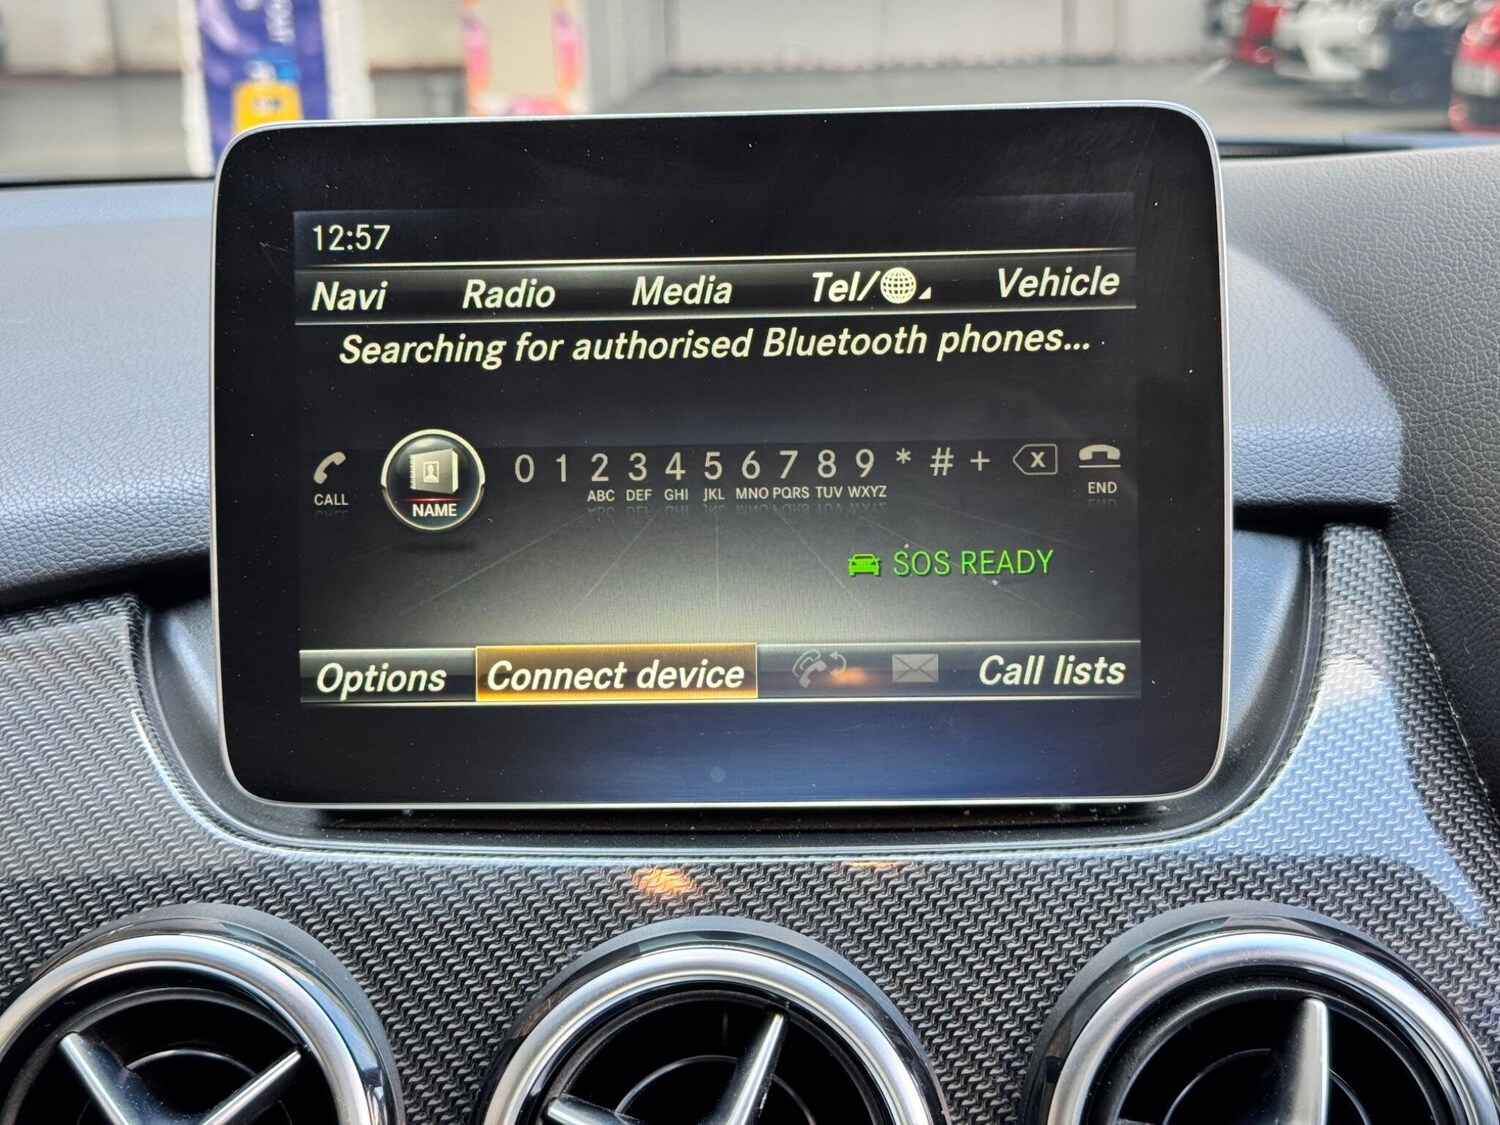 12:57
Navi Radio Media Tel/ Vehicle
Searching for authorised Bluetooth phones...
CALL NAME 0 1 2 3 4 5 6 7 8 9 * # + X END
ABC DEF GHI JKL MNO PQRS TUV WXYZ
SOS READY
Options Connect device Call lists